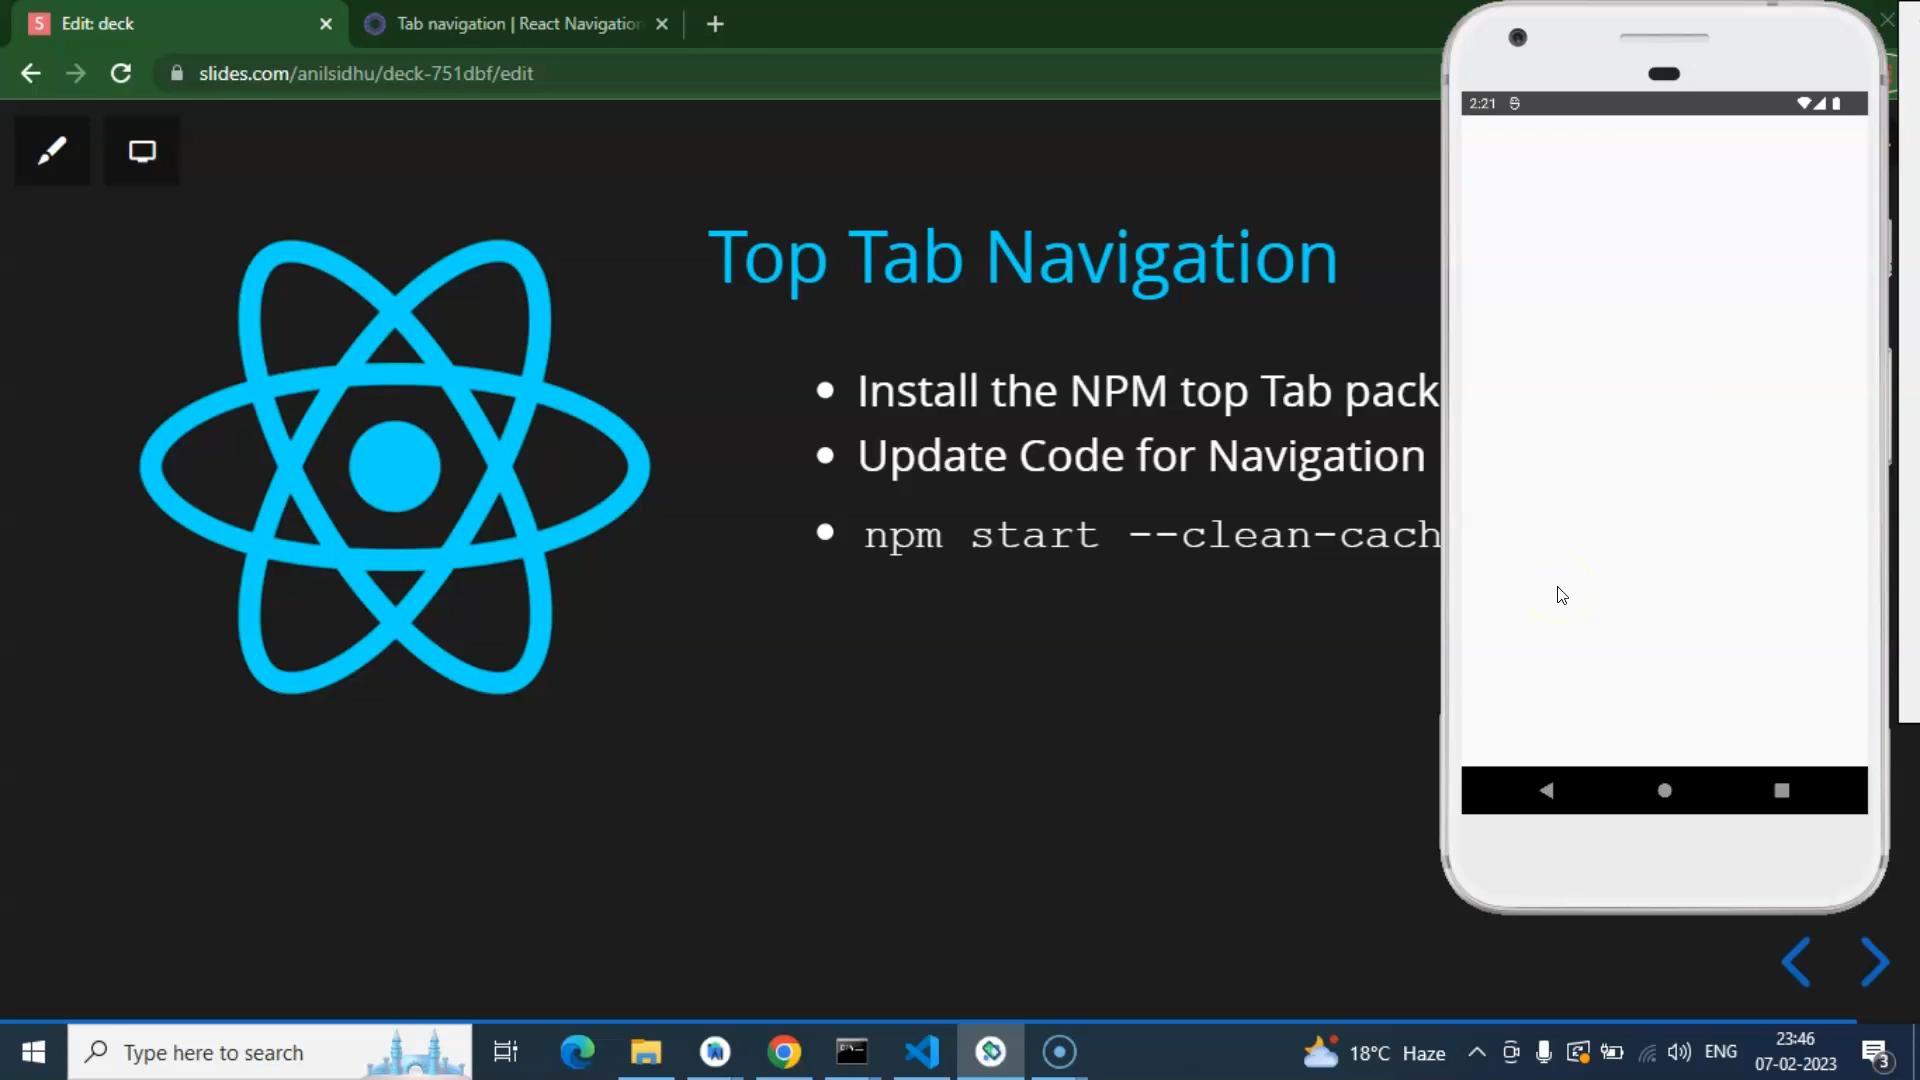 Edit: deck
Tab navigation | React Navigation
slides.com/anilsidhu/deck-751dbf/edit
2:21
Top Tab Navigation
Install the NPM top Tab pack
Update Code for Navigation
npm start --clean-cach
Type here to search
18°C Haze
ENG
23:46
07-02-2023
3